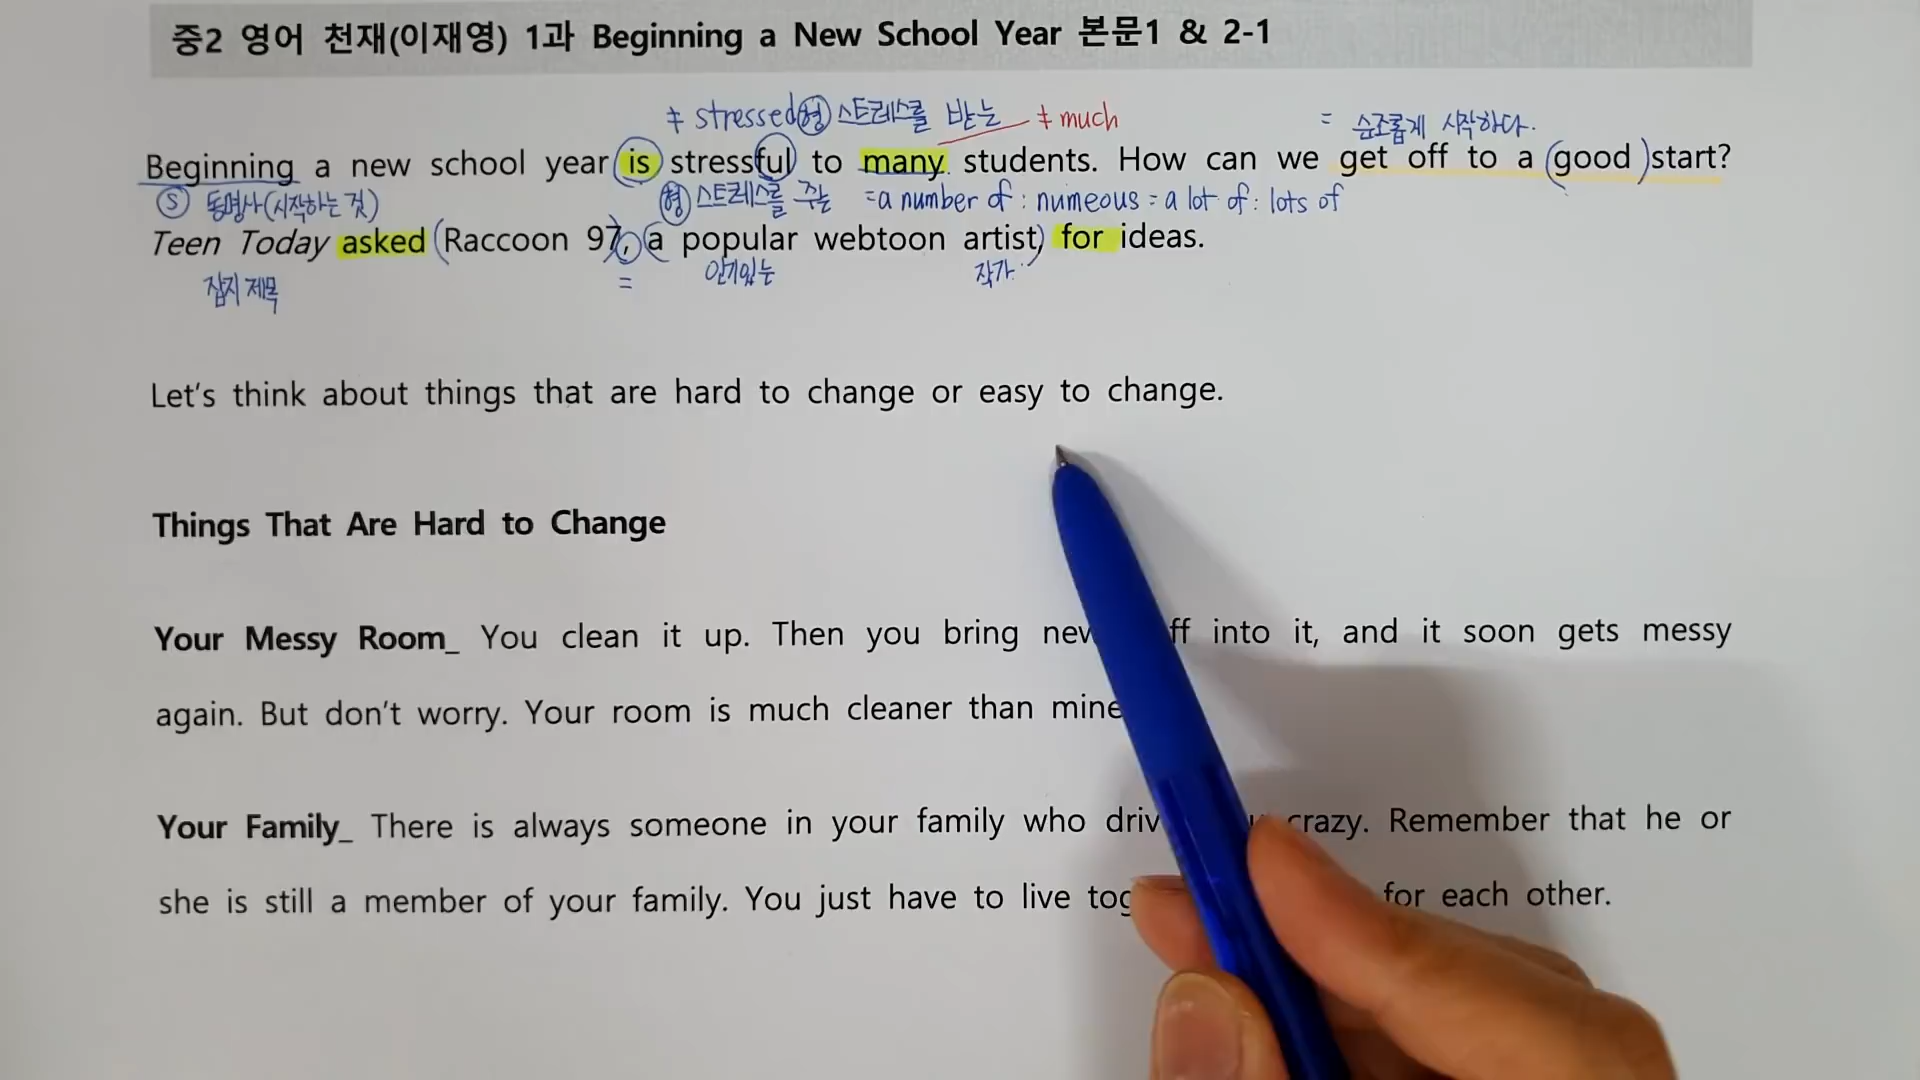 중2 영어 천재(이재영) 1과 Beginning a New School Year 본문1 & 2-1
≠ stressed 형 스트레스를 받는 ≠ much = 순조롭게 시작하다.
Beginning a new school year is stressful to many students. How can we get off to a (good) start?
S 동명사(시작하는 것) 형 스트레스를 주는 =a number of : numeous = a lot of : lots of
Teen Today asked (Raccoon 97), (a popular webtoon artist) for ideas.
잡지 제목 = 인기있는 작가
Let's think about things that are hard to change or easy to change.
Things That Are Hard to Change
Your Messy Room_ You clean it up. Then you bring ff into it, and it soon gets messy
again. But don't worry. Your room is much cleaner than mine
Your Family_ There is always someone in your family who driv crazy. Remember that he or
she is still a member of your family. You just have to live tog for each other.